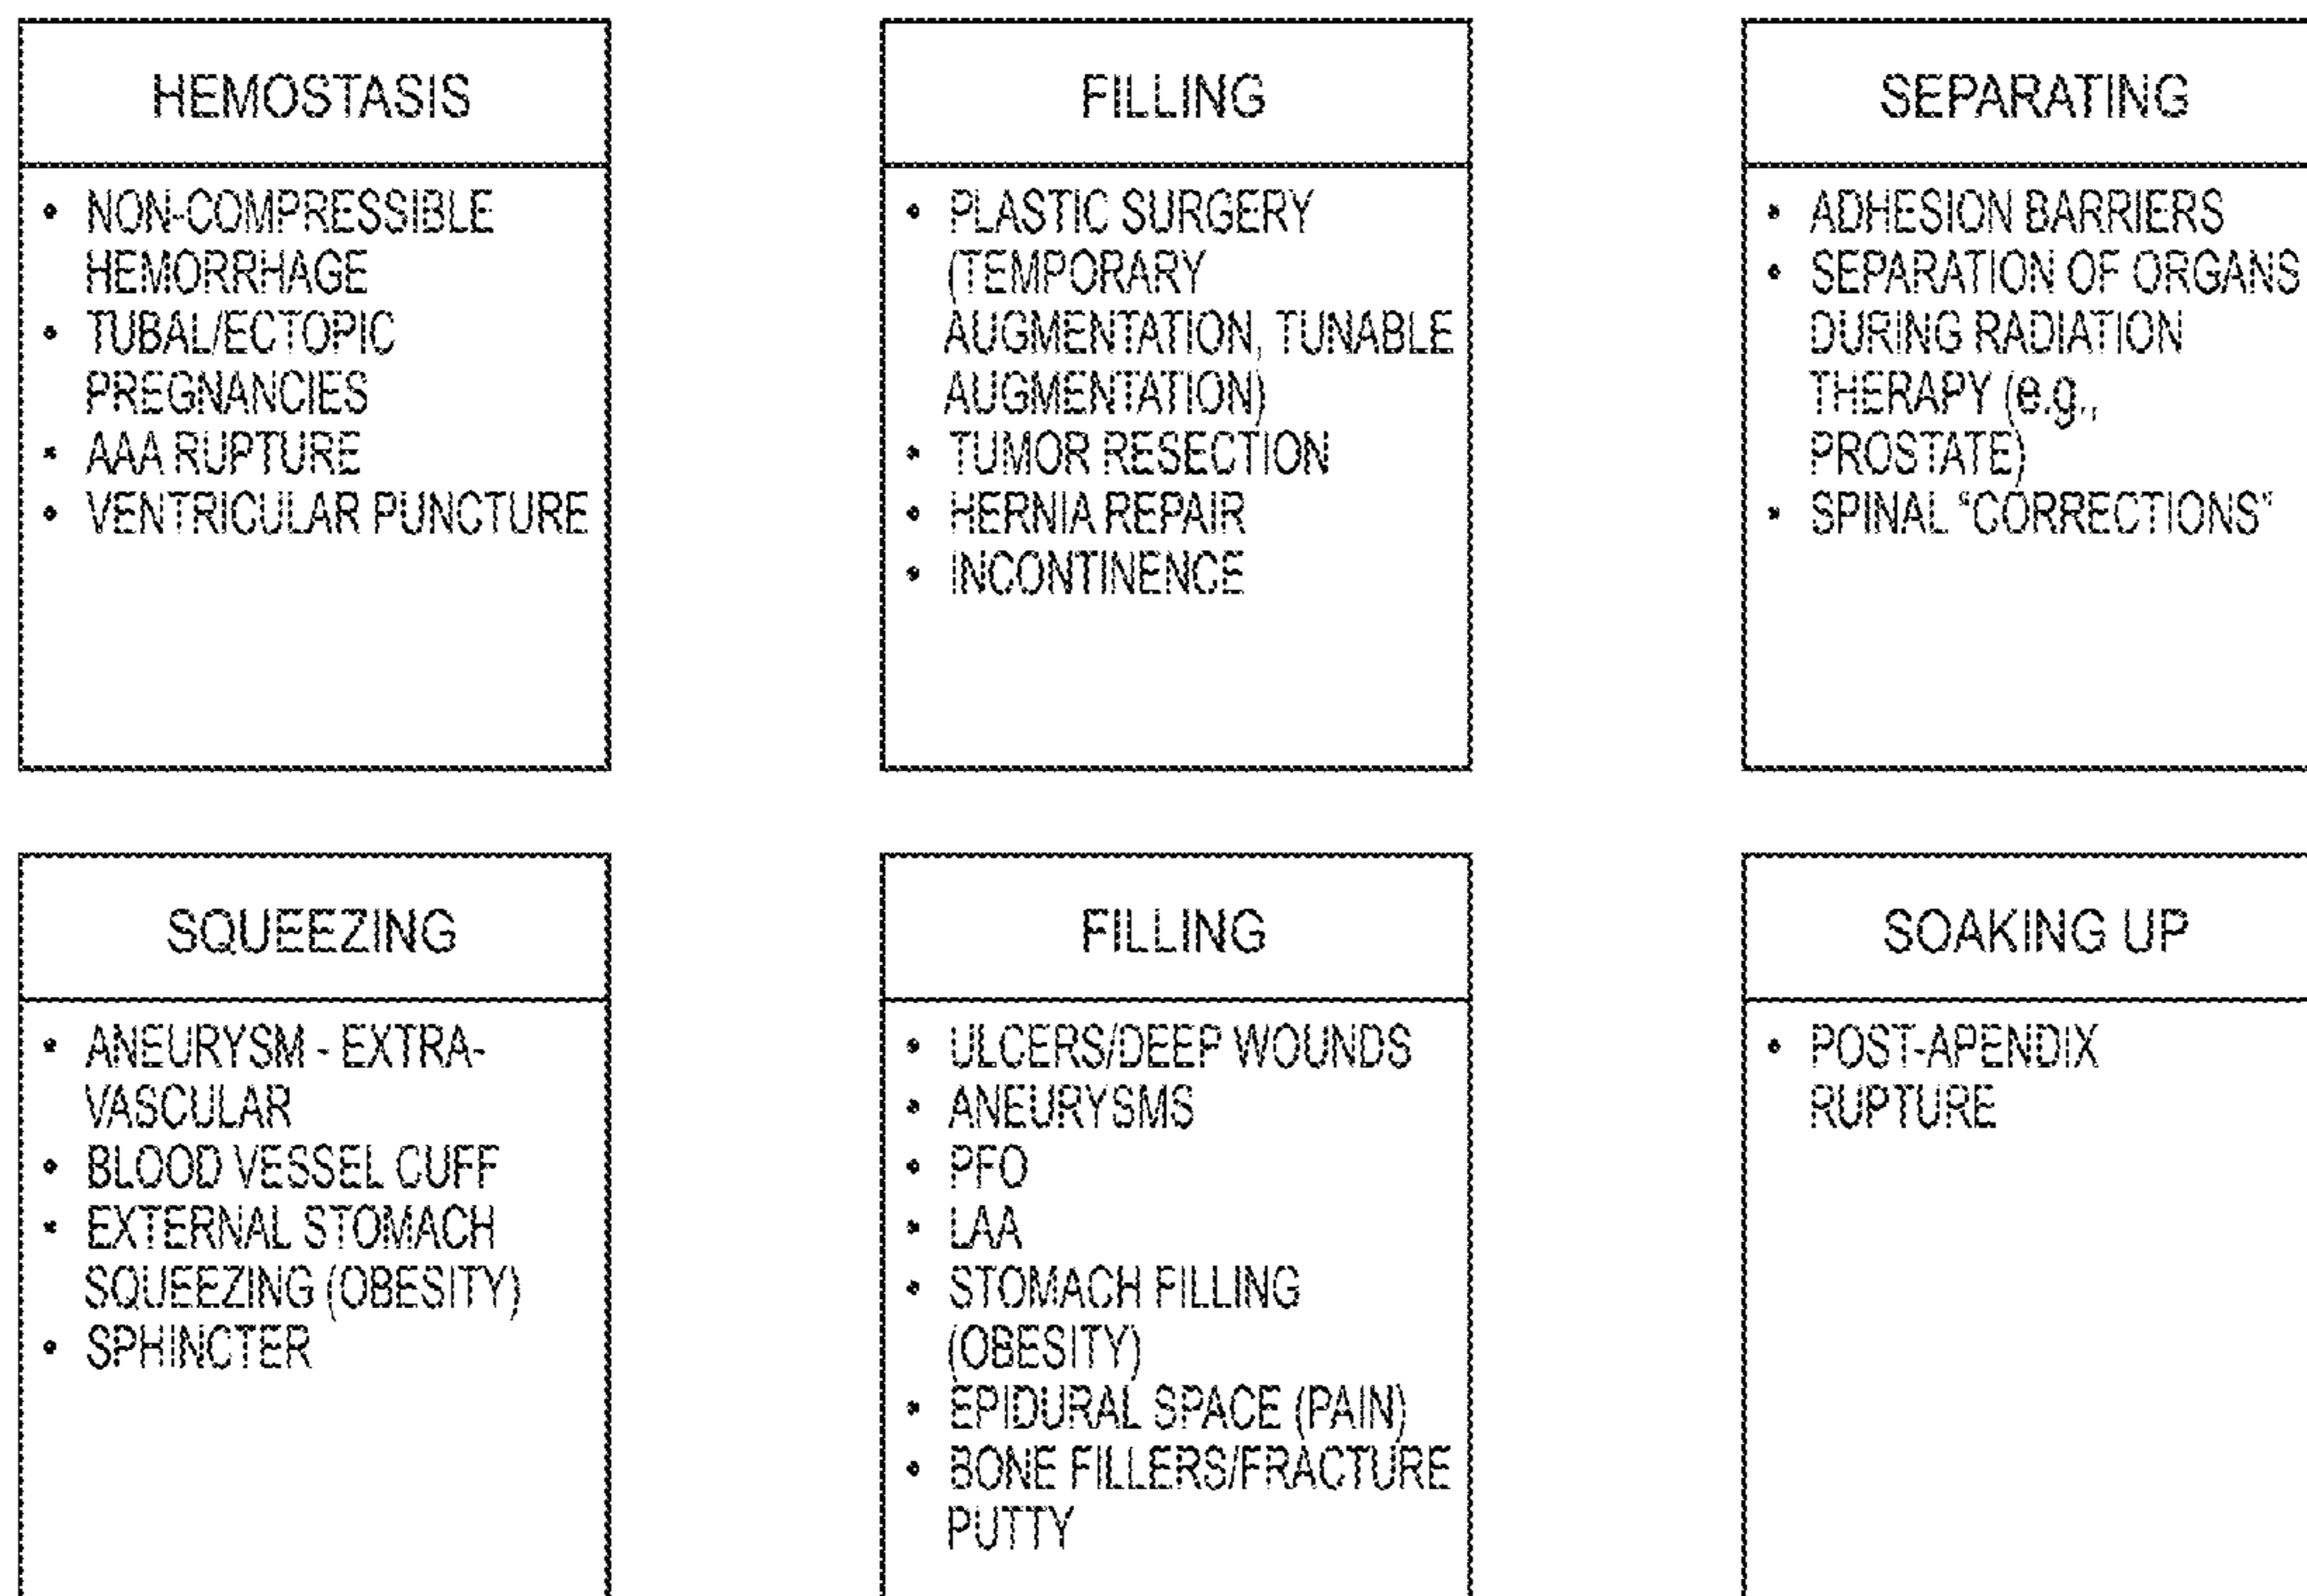 HEMOSTASIS
• NON-COMPRESSIBLE
HEMORRHAGE
• TUBAL/ECTOPIC
PREGNANCIES
• AAA RUPTURE
• VENTRICULAR PUNCTURE
FILLING
• PLASTIC SURGERY
(TEMPORARY
AUGMENTATION, TUNABLE
AUGMENTATION)
• TUMOR RESECTION
• HERNIA REPAIR
• INCONTINENCE
SEPARATING
• ADHESION BARRIERS
• SEPARATION OF ORGANS
DURING RADIATION
THERAPY (e.g.,
PROSTATE)
• SPINAL "CORRECTIONS"
SQUEEZING
• ANEURYSM - EXTRA-
VASCULAR
• BLOOD VESSEL CUFF
• EXTERNAL STOMACH
SQUEEZING (OBESITY)
• SPHINCTER
FILLING
• ULCERS/DEEP WOUNDS
• ANEURYSMS
• PFO
• LAA
• STOMACH FILLING
(OBESITY)
• EPIDURAL SPACE (PAIN)
• BONE FILLERS/FRACTURE
PUTTY
SOAKING UP
• POST-APENDIX
RUPTURE